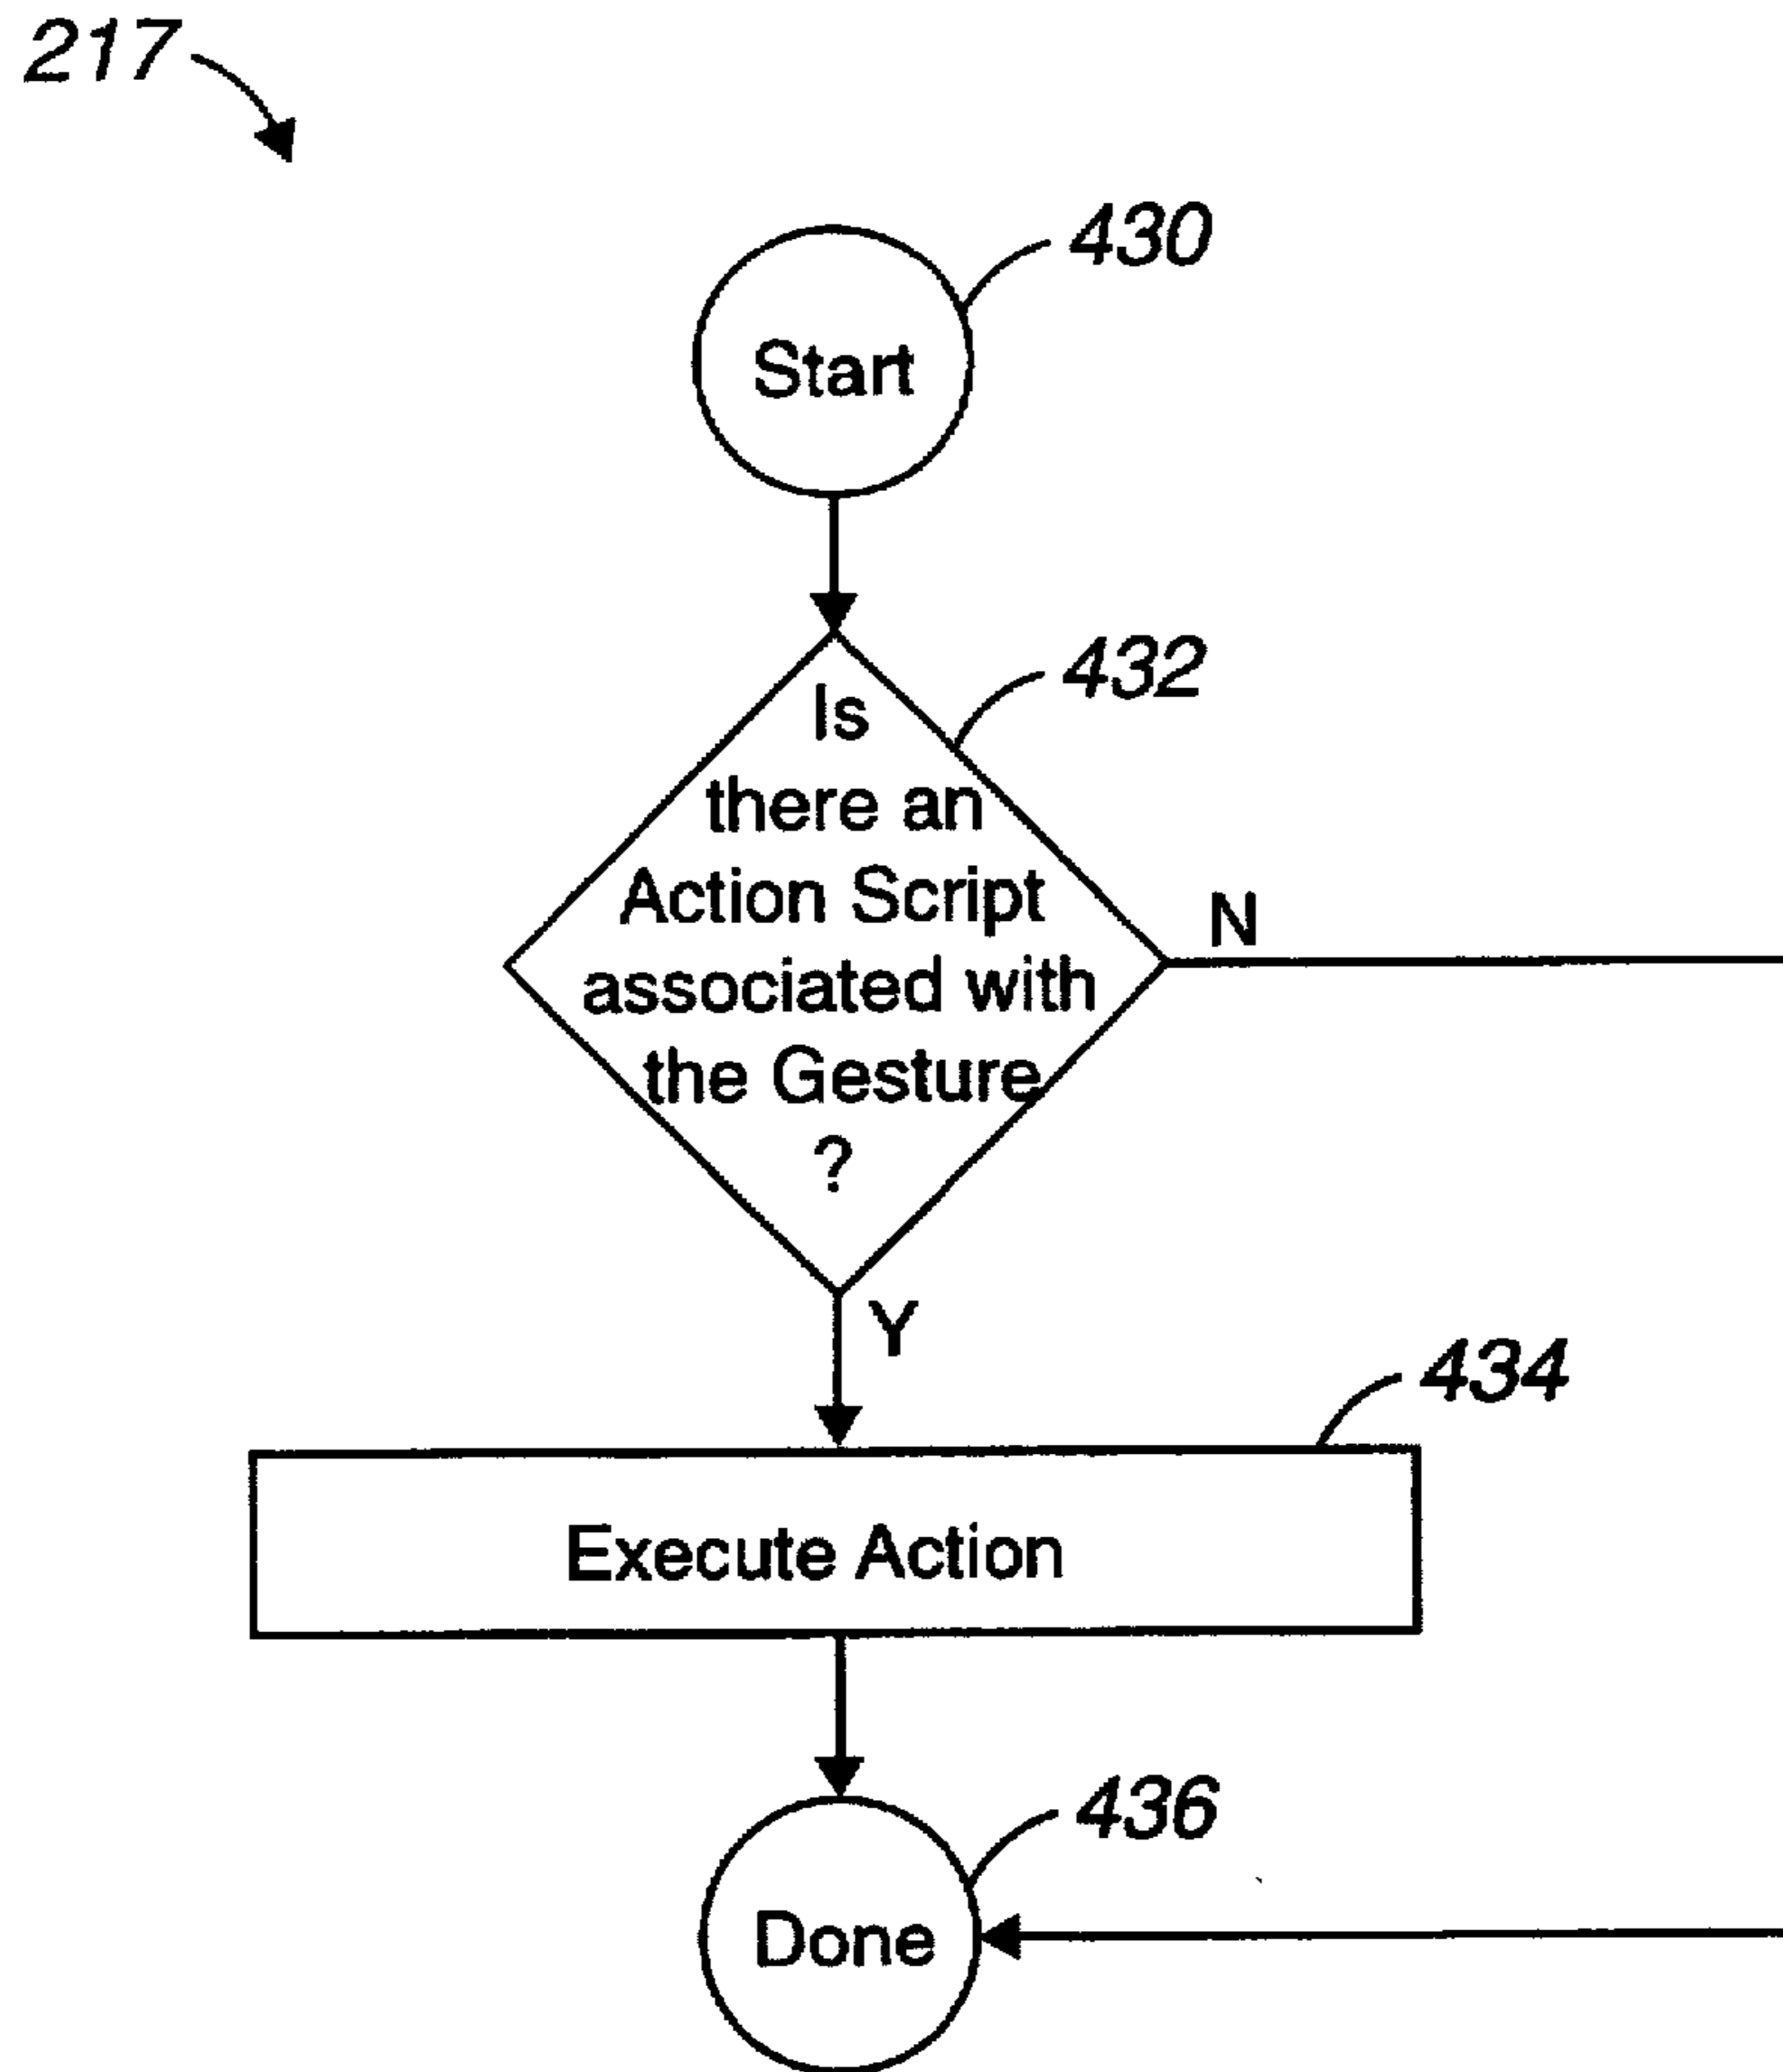 217
430
Start
432
Is
there an
Action Script
associated with
the Gesture
?
N
Y
434
Execute Action
436
Done